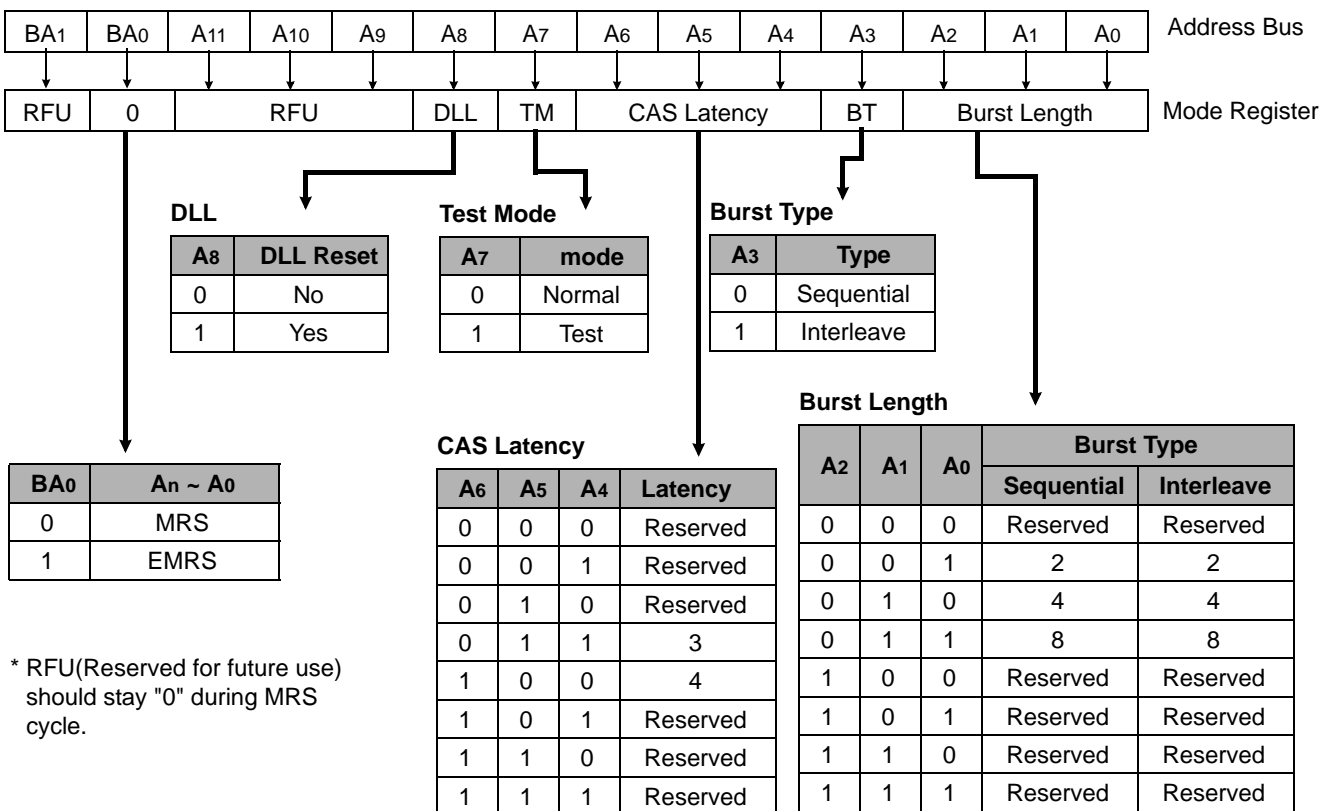 BA1 BA0 A11 A10 A9 A8 A7 A6 A5 A4 A3 A2 A1 A0 Address Bus
RFU 0 RFU DLL TM CAS Latency BT Burst Length Mode Register
DLL
A8 DLL Reset
0 No
1 Yes
Test Mode
A7 mode
0 Normal
1 Test
Burst Type
A3 Type
0 Sequential
1 Interleave
BA0 An ~ A0
0 MRS
1 EMRS
* RFU(Reserved for future use)
should stay "0" during MRS
cycle.
CAS Latency
A6 A5 A4 Latency
0 0 0 Reserved
0 0 1 Reserved
0 1 0 Reserved
0 1 1 3
1 0 0 4
1 0 1 Reserved
1 1 0 Reserved
1 1 1 Reserved
Burst Length
A2 A1 A0 Burst Type
Sequential Interleave
0 0 0 Reserved Reserved
0 0 1 2 2
0 1 0 4 4
0 1 1 8 8
1 0 0 Reserved Reserved
1 0 1 Reserved Reserved
1 1 0 Reserved Reserved
1 1 1 Reserved Reserved